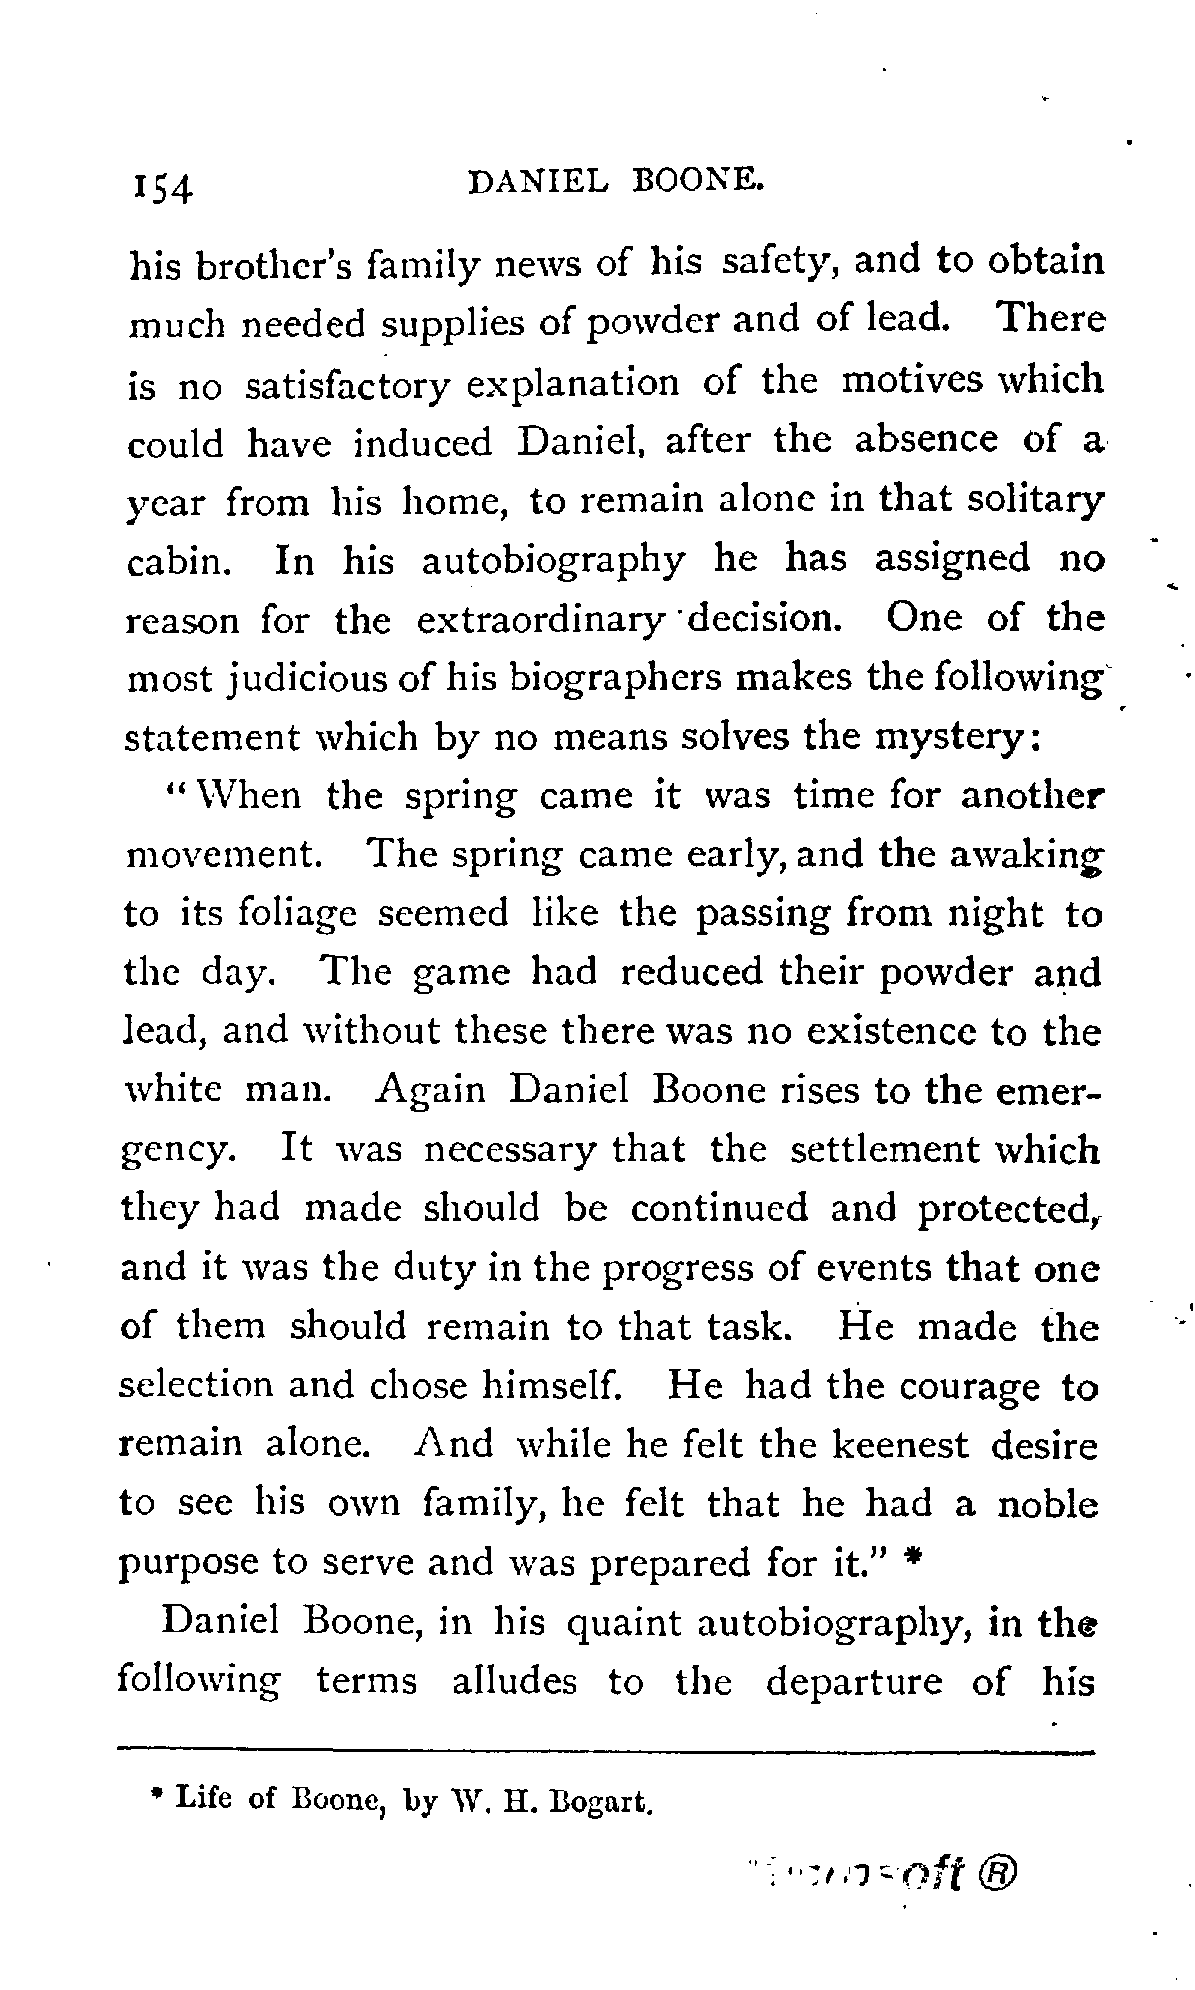 154 DANIEL BOONE.
his brother's family news of his safety, and to obtain
much needed supplies of powder and of lead. There
is no satisfactory explanation of the motives which
could have induced Daniel, after the absence of a
year from his home, to remain alone in that solitary
cabin. In his autobiography he has assigned no
reason for the extraordinary decision. One of the
most judicious of his biographers makes the following
statement which by no means solves the mystery:
"When the spring came it was time for another
movement. The spring came early, and the awaking
to its foliage seemed like the passing from night to
the day. The game had reduced their powder and
lead, and without these there was no existence to the
white man. Again Daniel Boone rises to the emer-
gency. It was necessary that the settlement which
they had made should be continued and protected,
and it was the duty in the progress of events that one
of them should remain to that task. He made the
selection and chose himself. He had the courage to
remain alone. And while he felt the keenest desire
to see his own family, he felt that he had a noble
purpose to serve and was prepared for it." *
Daniel Boone, in his quaint autobiography, in the
following terms alludes to the departure of his
* Life of Boone, by W. H. Bogart.
®